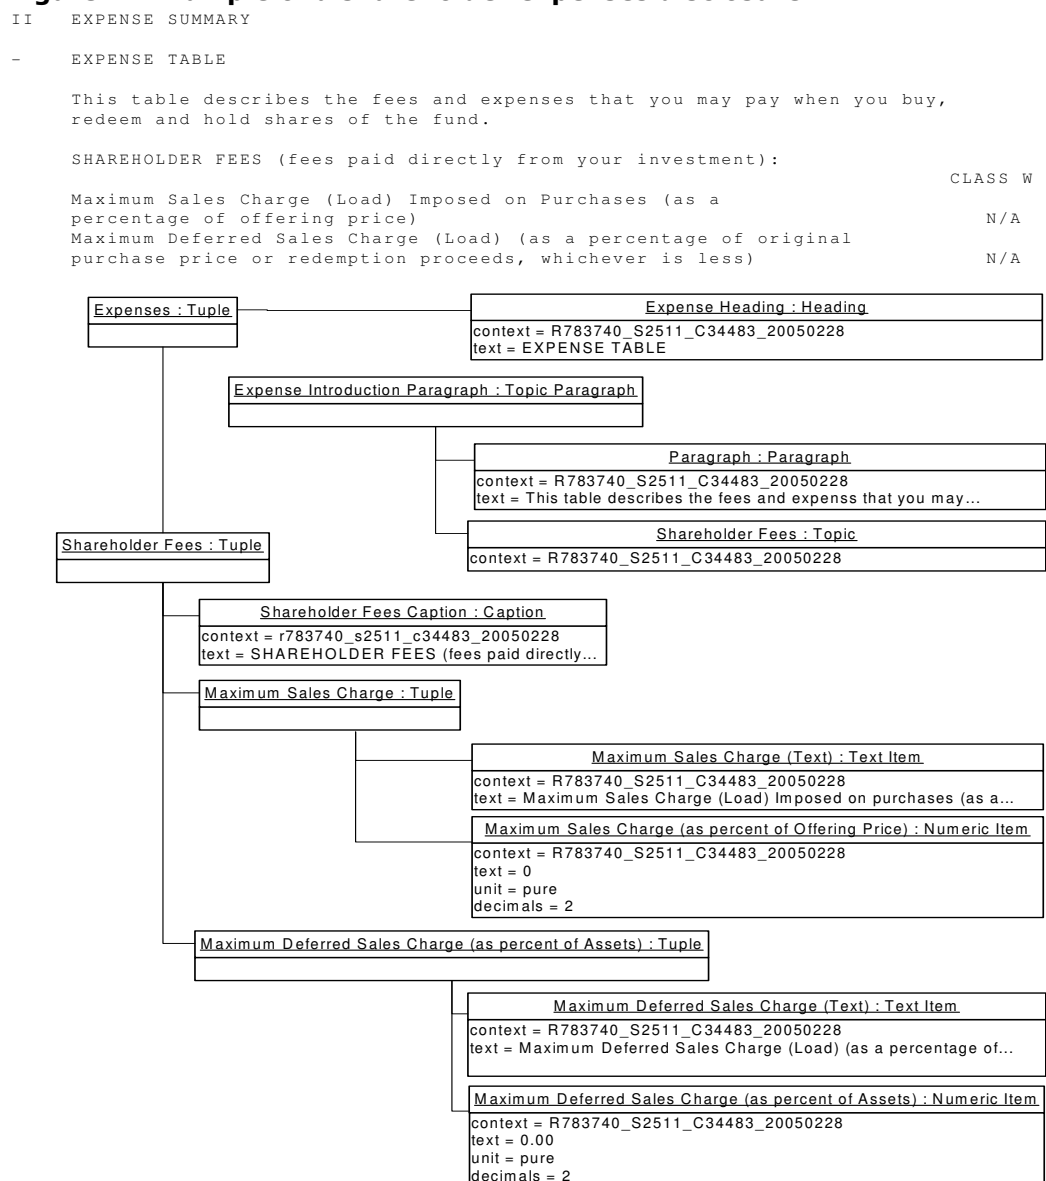 II EXPENSE SUMMARY
- EXPENSE TABLE
This table describes the fees and expenses that you may pay when you buy,
redeem and hold shares of the fund.
SHAREHOLDER FEES (fees paid directly from your investment):
CLASS W
Maximum Sales Charge (Load) Imposed on Purchases (as a
percentage of offering price) N/A
Maximum Deferred Sales Charge (Load) (as a percentage of original
purchase price or redemption proceeds, whichever is less) N/A
Expenses : Tuple
Expense Heading : Heading
context = R783740_S2511_C34483_20050228
text = EXPENSE TABLE
Expense Introduction Paragraph : Topic Paragraph
Paragraph : Paragraph
context = R783740_S2511_C34483_20050228
text = This table describes the fees and expenss that you may...
Shareholder Fees : Topic
context = R783740_S2511_C34483_20050228
Shareholder Fees : Tuple
Shareholder Fees Caption : Caption
context = r783740_s2511_c34483_20050228
text = SHAREHOLDER FEES (fees paid directly...
Maximum Sales Charge : Tuple
Maximum Sales Charge (Text) : Text Item
context = R783740_S2511_C34483_20050228
text = Maximum Sales Charge (Load) Imposed on purchases (as a...
Maximum Sales Charge (as percent of Offering Price) : Numeric Item
context = R783740_S2511_C34483_20050228
text = 0
unit = pure
decimals = 2
Maximum Deferred Sales Charge (as percent of Assets) : Tuple
Maximum Deferred Sales Charge (Text) : Text Item
context = R783740_S2511_C34483_20050228
text = Maximum Deferred Sales Charge (Load) (as a percentage of...
Maximum Deferred Sales Charge (as percent of Assets) : Numeric Item
context = R783740_S2511_C34483_20050228
text = 0.00
unit = pure
decimals = 2